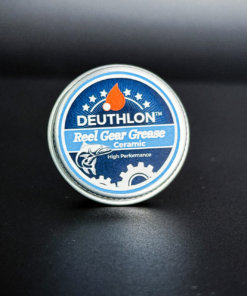 DEUTHLON™
Reel Gear Grease
Ceramic
High Performance